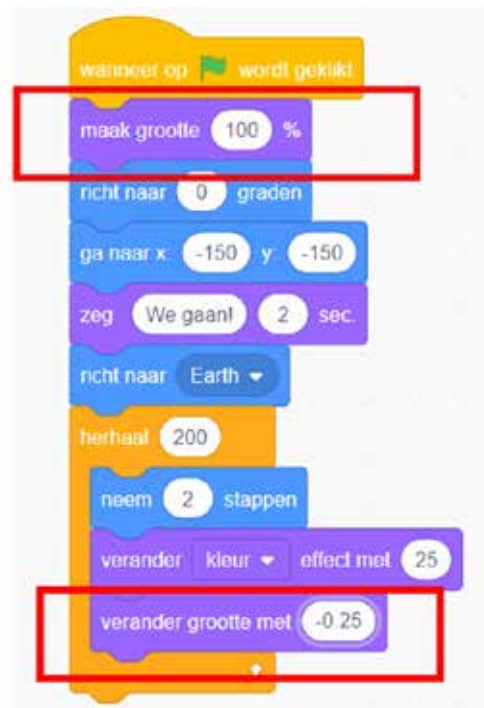 wanneer op wordt geklikt
maak grootte 100 %
richt naar 0 graden
ga naar x: -150 y: -150
zeg We gaan! 2 sec.
richt naar Earth
herhaal 200
neem 2 stappen
verander kleur effect met 25
verander grootte met -0.25